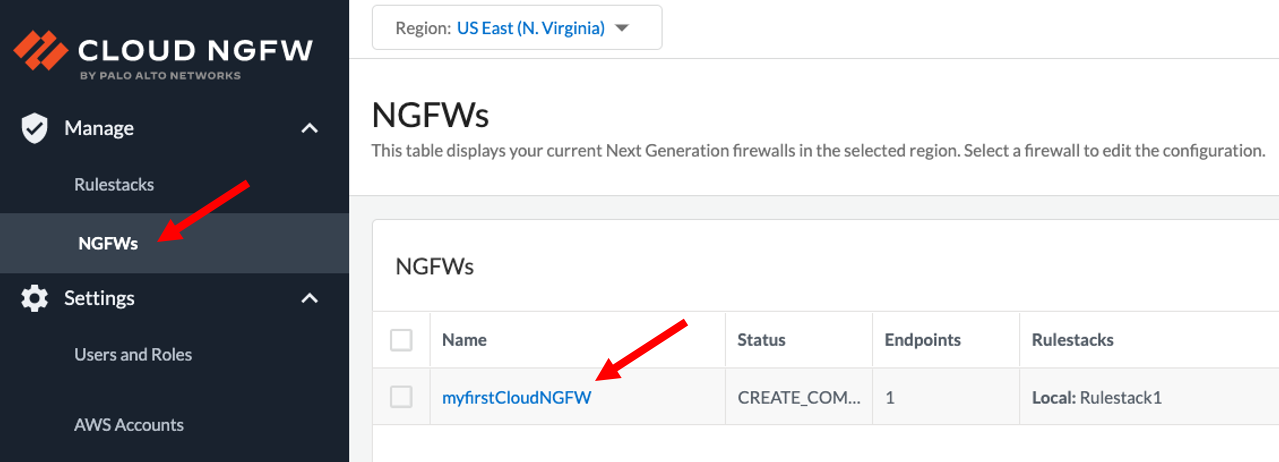 Region: US East (N. Virginia)
CLOUD NGFW
BY PALO ALTO NETWORKS
Manage
Rulestacks
NGFWs
Settings
Users and Roles
AWS Accounts
NGFWs
This table displays your current Next Generation firewalls in the selected region. Select a firewall to edit the configuration.
NGFWs
Name Status Endpoints Rulestacks
myfirstCloudNGFW CREATE_COM... 1 Local: Rulestack1